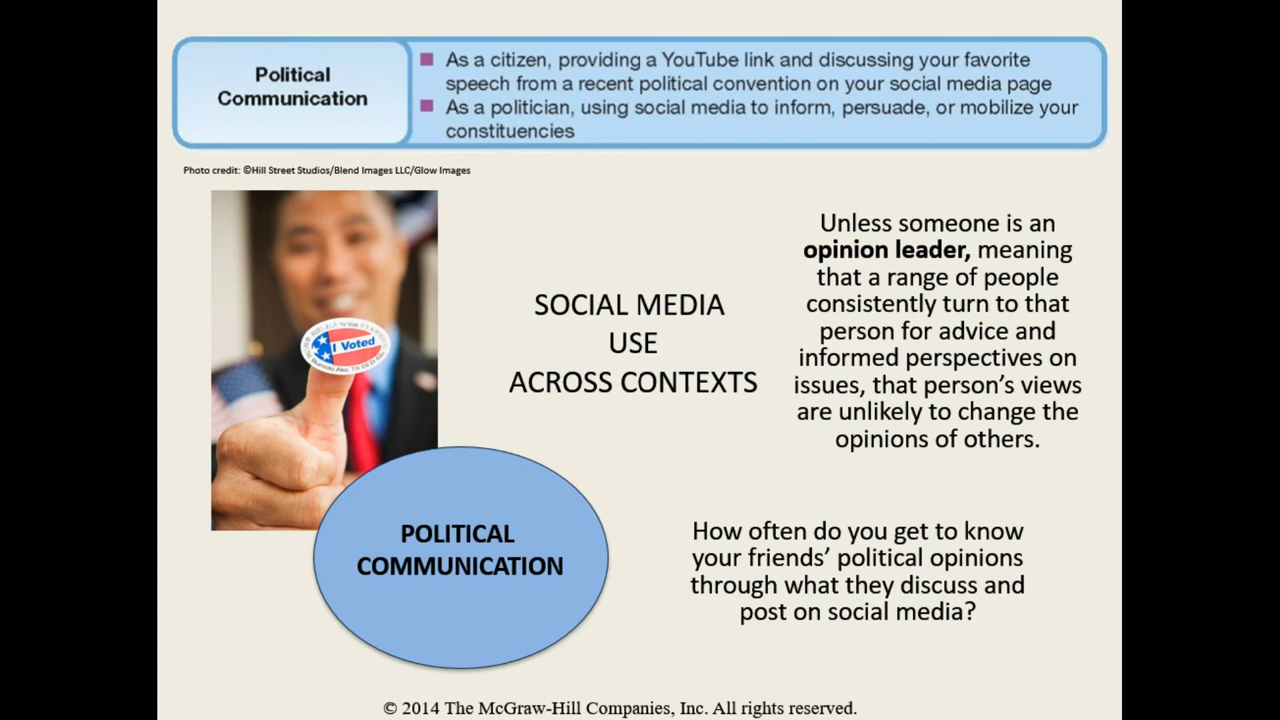 Political
Communication
■ As a citizen, providing a YouTube link and discussing your favorite
speech from a recent political convention on your social media page
■ As a politician, using social media to inform, persuade, or mobilize your
constituencies
Photo credit: ©Hill Street Studios/Blend Images LLC/Glow Images
I Voted
SOCIAL MEDIA
USE
ACROSS CONTEXTS
Unless someone is an
opinion leader, meaning
that a range of people
consistently turn to that
person for advice and
informed perspectives on
issues, that person’s views
are unlikely to change the
opinions of others.
POLITICAL
COMMUNICATION
How often do you get to know
your friends’ political opinions
through what they discuss and
post on social media?
© 2014 The McGraw-Hill Companies, Inc. All rights reserved.